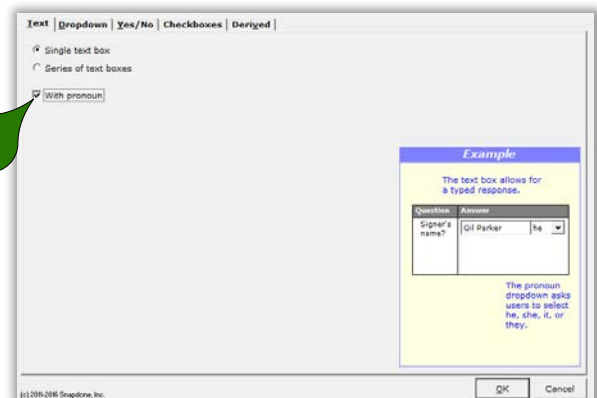 Text | Dropdown | Yes/No | Checkboxes | Derived |
Single text box
Series of text boxes
With pronoun
Example
The text box allows for
a typed response.
Question Answer
Signer's
name?
Gil Parker he
The pronoun
dropdown asks
users to select
he, she, it, or
they.
OK Cancel
(c) 2011-2016 Snapdone, Inc.